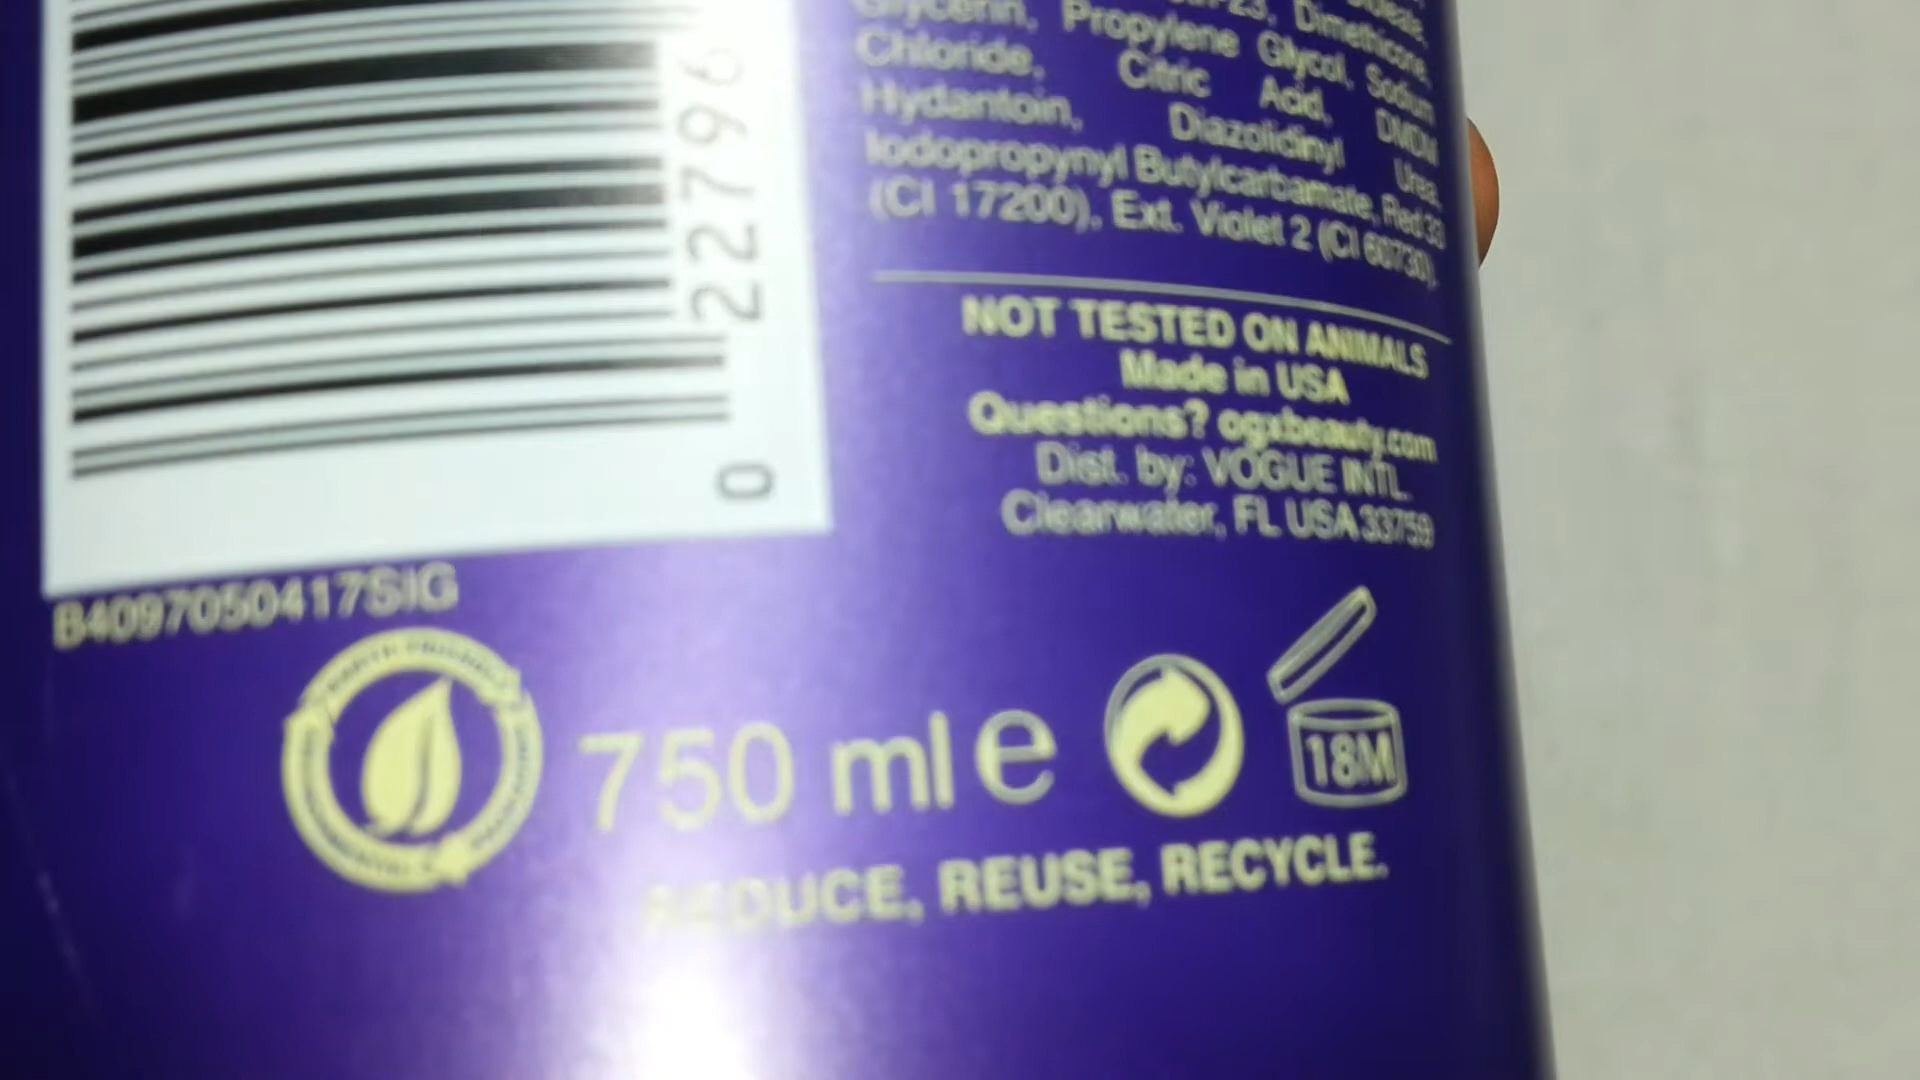 Glycerin, Propylene Glycol, Sodium
Chloride, Citric Acid, DMDM
Hydantoin, Diazolidinyl Urea,
Iodopropynyl Butylcarbamate, Red 33
(CI 17200), Ext. Violet 2 (CI 60730).
NOT TESTED ON ANIMALS
Made in USA
Questions? ogxbeauty.com
Dist. by: VOGUE INTL.
Clearwater, FL USA 33759
0 22796
B4097050417SIG
750 ml e
18M
REDUCE, REUSE, RECYCLE.